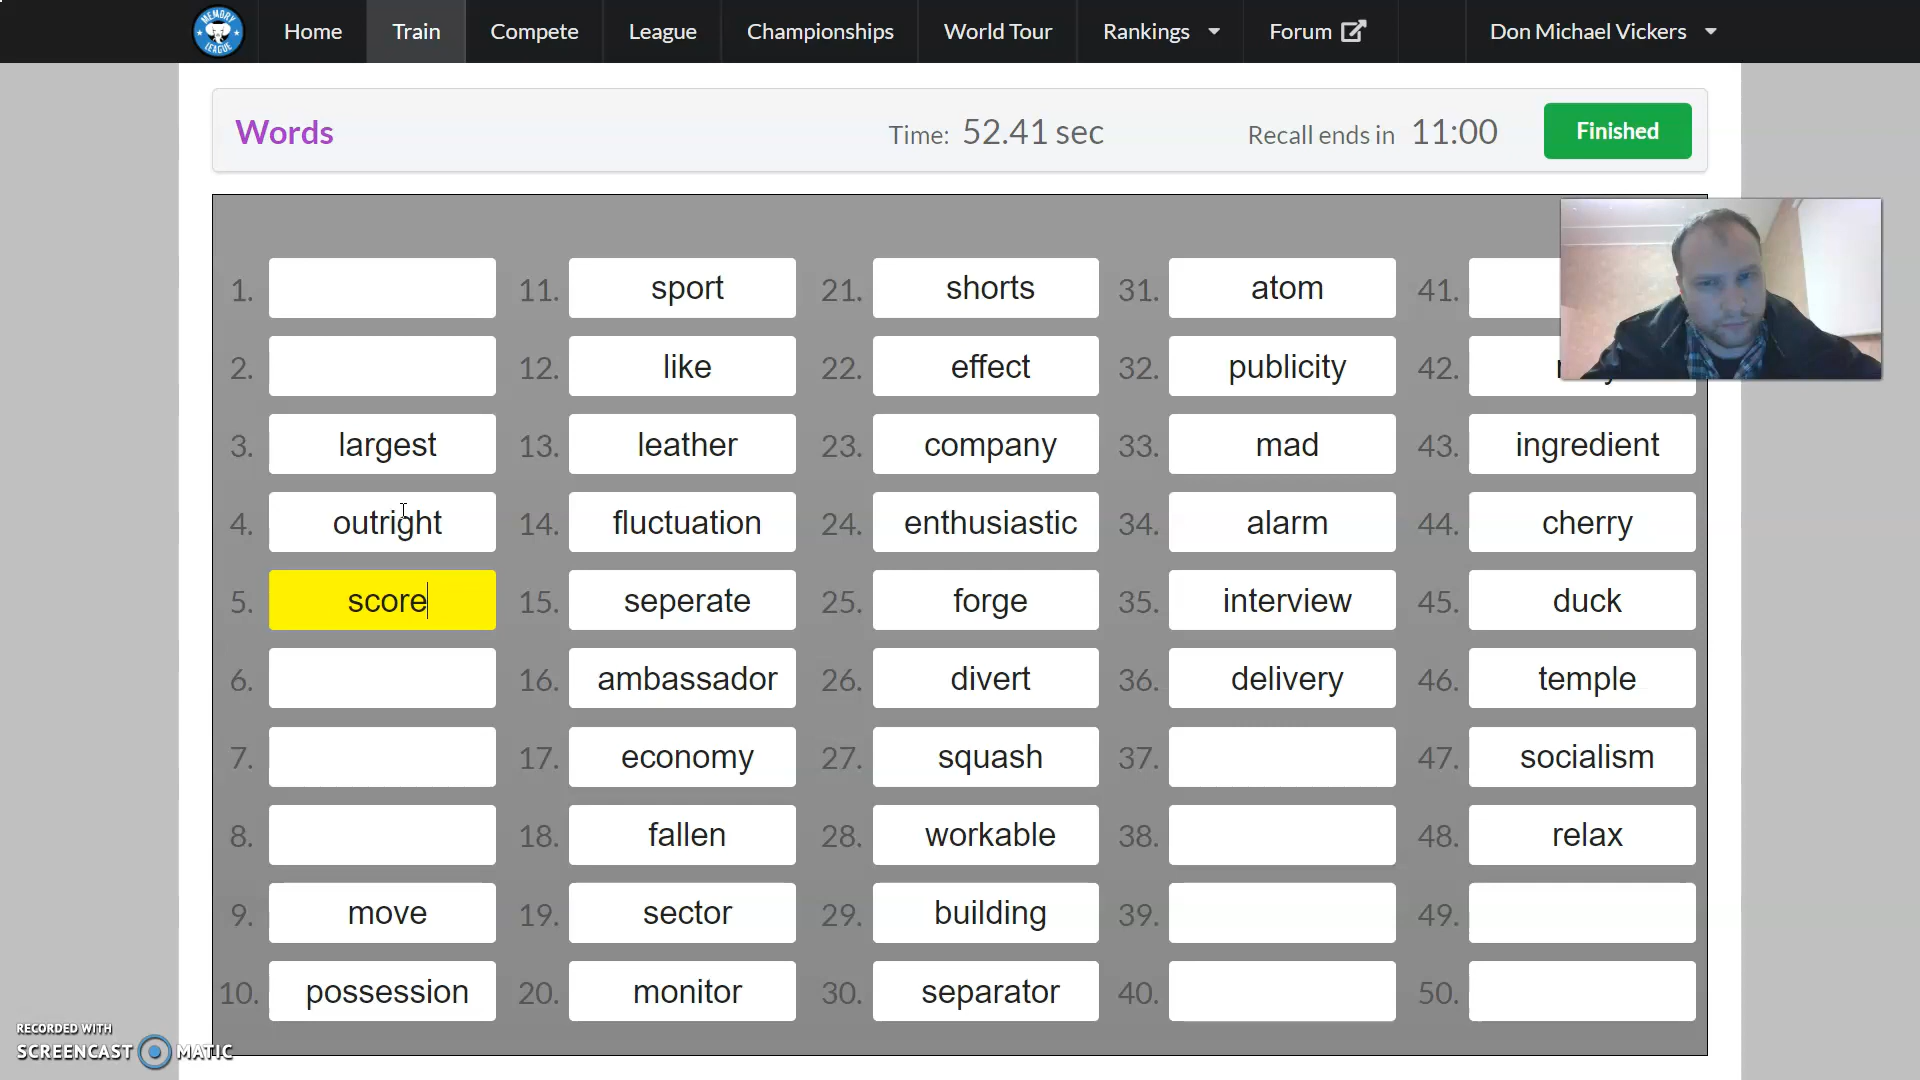 MEMORY LEAGUE
Home Train Compete League Championships World Tour Rankings Forum Don Michael Vickers
Words Time: 52.41 sec Recall ends in 11:00 Finished
1. 11. sport 21. shorts 31. atom 41.
2. 12. like 22. effect 32. publicity 42.
3. largest 13. leather 23. company 33. mad 43. ingredient
4. outright 14. fluctuation 24. enthusiastic 34. alarm 44. cherry
5. score 15. seperate 25. forge 35. interview 45. duck
6. 16. ambassador 26. divert 36. delivery 46. temple
7. 17. economy 27. squash 37. 47. socialism
8. 18. fallen 28. workable 38. 48. relax
9. move 19. sector 29. building 39. 49.
10. possession 20. monitor 30. separator 40. 50.
RECORDED WITH
SCREENCAST MATIC